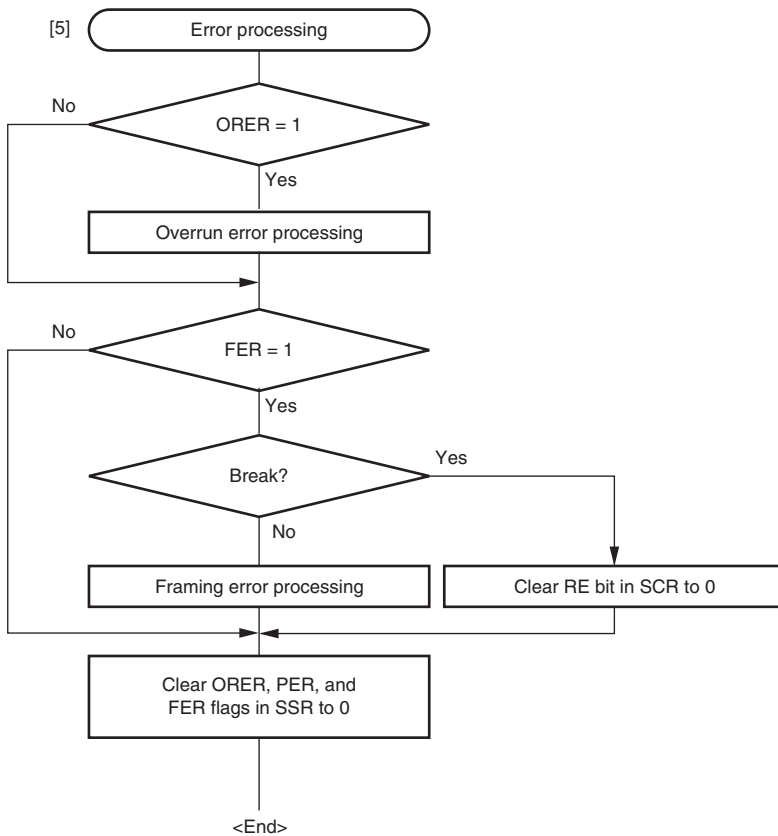 [5]
Error processing
No
ORER = 1
Yes
Overrun error processing
No
FER = 1
Yes
Break?
Yes
No
Framing error processing
Clear RE bit in SCR to 0
Clear ORER, PER, and
FER flags in SSR to 0
<End>